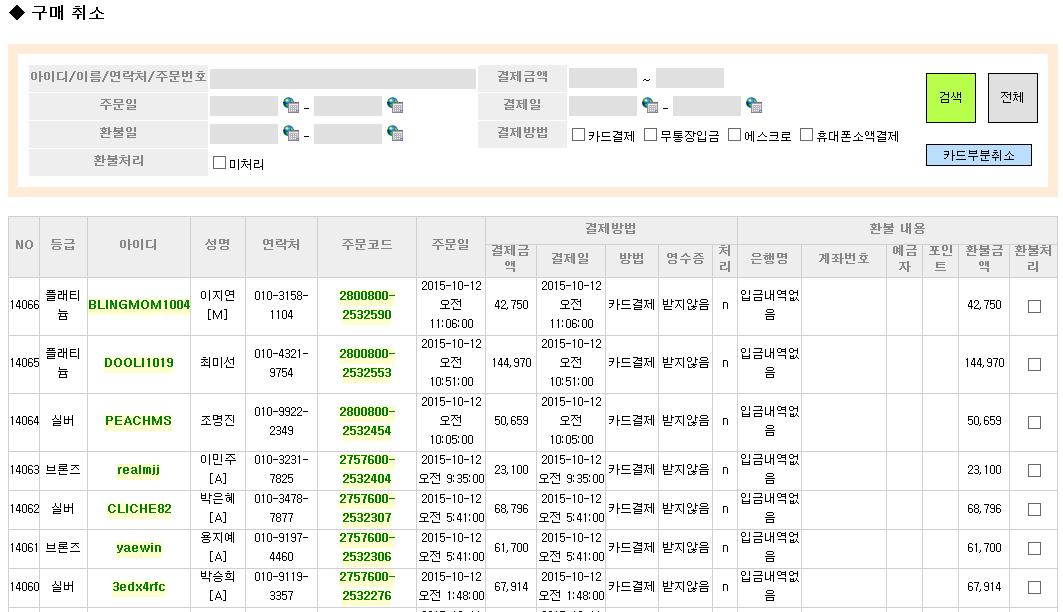 ◆ 구매 취소
아이디/이름/연락처/주문번호 결제금액 ~ 검색 전체
주문일 - 결제일 -
환불일 - 결제방법 카드결제 무통장입금 에스크로 휴대폰소액결제
환불처리 미처리 카드부분취소
NO 등급 아이디 성명 연락처 주문코드 주문일 결제방법 환불 내용
결제금액 결제일 방법 영수증 처리 은행명 계좌번호 예금자 포인트 환불금액 환불처리
14066 플래티늄 BLINGMOM1004 이지연 [M] 010-3158-1104 2800800-2532590 2015-10-12 오전 11:06:00 42,750 2015-10-12 오전 11:06:00 카드결제 받지않음 n 입금내역없음 42,750
14065 플래티늄 DOOLI1019 최미선 010-4321-9754 2800800-2532553 2015-10-12 오전 10:51:00 144,970 2015-10-12 오전 10:51:00 카드결제 받지않음 n 입금내역없음 144,970
14064 실버 PEACHMS 조명진 010-9922-2349 2800800-2532454 2015-10-12 오전 10:05:00 50,659 2015-10-12 오전 10:05:00 카드결제 받지않음 n 입금내역없음 50,659
14063 브론즈 realmjj 이민주 [A] 010-3231-7825 2757600-2532404 2015-10-12 오전 9:35:00 23,100 2015-10-12 오전 9:35:00 카드결제 받지않음 n 입금내역없음 23,100
14062 실버 CLICHE82 박은혜 [A] 010-3478-7877 2757600-2532307 2015-10-12 오전 5:41:00 68,796 2015-10-12 오전 5:41:00 카드결제 받지않음 n 입금내역없음 68,796
14061 브론즈 yaewin 용지예 [A] 010-9197-4460 2757600-2532306 2015-10-12 오전 5:41:00 61,700 2015-10-12 오전 5:41:00 카드결제 받지않음 n 입금내역없음 61,700
14060 실버 3edx4rfc 박승희 [A] 010-9119-3357 2757600-2532276 2015-10-12 오전 1:48:00 67,914 2015-10-12 오전 1:48:00 카드결제 받지않음 n 입금내역없음 67,914